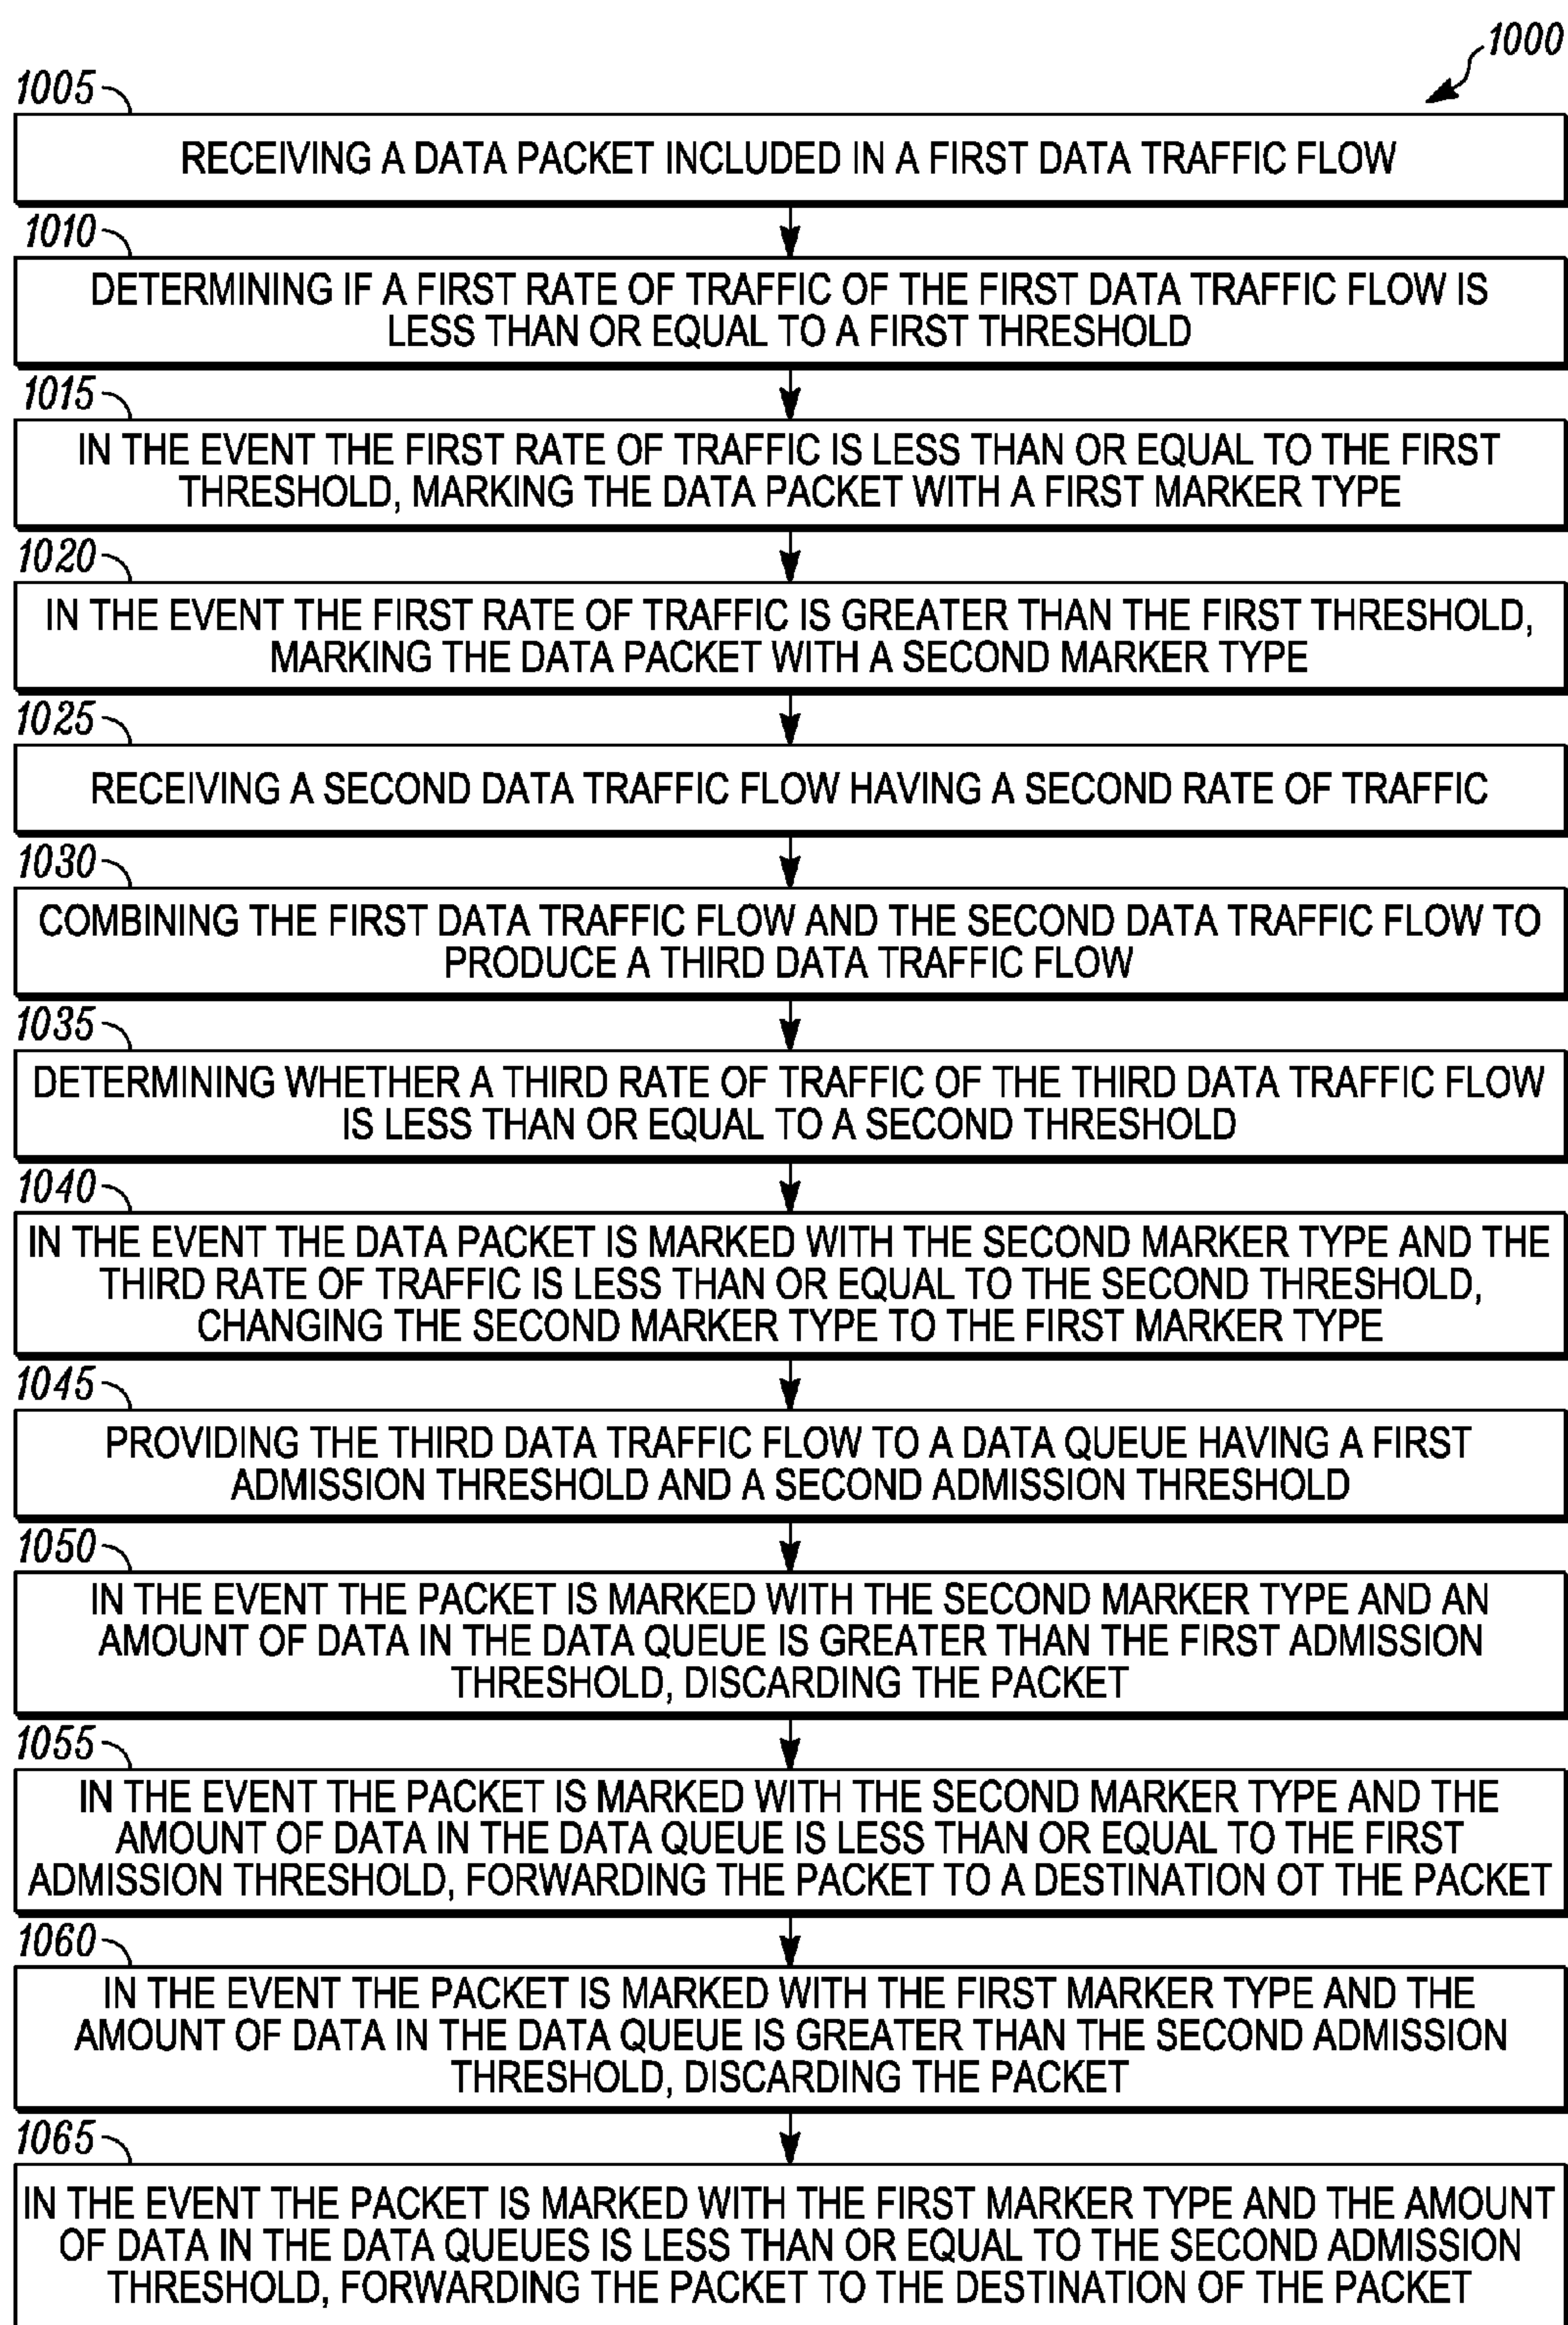 1000
1005
RECEIVING A DATA PACKET INCLUDED IN A FIRST DATA TRAFFIC FLOW
1010
DETERMINING IF A FIRST RATE OF TRAFFIC OF THE FIRST DATA TRAFFIC FLOW IS
LESS THAN OR EQUAL TO A FIRST THRESHOLD
1015
IN THE EVENT THE FIRST RATE OF TRAFFIC IS LESS THAN OR EQUAL TO THE FIRST
THRESHOLD, MARKING THE DATA PACKET WITH A FIRST MARKER TYPE
1020
IN THE EVENT THE FIRST RATE OF TRAFFIC IS GREATER THAN THE FIRST THRESHOLD,
MARKING THE DATA PACKET WITH A SECOND MARKER TYPE
1025
RECEIVING A SECOND DATA TRAFFIC FLOW HAVING A SECOND RATE OF TRAFFIC
1030
COMBINING THE FIRST DATA TRAFFIC FLOW AND THE SECOND DATA TRAFFIC FLOW TO
PRODUCE A THIRD DATA TRAFFIC FLOW
1035
DETERMINING WHETHER A THIRD RATE OF TRAFFIC OF THE THIRD DATA TRAFFIC FLOW
IS LESS THAN OR EQUAL TO A SECOND THRESHOLD
1040
IN THE EVENT THE DATA PACKET IS MARKED WITH THE SECOND MARKER TYPE AND THE
THIRD RATE OF TRAFFIC IS LESS THAN OR EQUAL TO THE SECOND THRESHOLD,
CHANGING THE SECOND MARKER TYPE TO THE FIRST MARKER TYPE
1045
PROVIDING THE THIRD DATA TRAFFIC FLOW TO A DATA QUEUE HAVING A FIRST
ADMISSION THRESHOLD AND A SECOND ADMISSION THRESHOLD
1050
IN THE EVENT THE PACKET IS MARKED WITH THE SECOND MARKER TYPE AND AN
AMOUNT OF DATA IN THE DATA QUEUE IS GREATER THAN THE FIRST ADMISSION
THRESHOLD, DISCARDING THE PACKET
1055
IN THE EVENT THE PACKET IS MARKED WITH THE SECOND MARKER TYPE AND THE
AMOUNT OF DATA IN THE DATA QUEUE IS LESS THAN OR EQUAL TO THE FIRST
ADMISSION THRESHOLD, FORWARDING THE PACKET TO A DESTINATION OT THE PACKET
1060
IN THE EVENT THE PACKET IS MARKED WITH THE FIRST MARKER TYPE AND THE
AMOUNT OF DATA IN THE DATA QUEUE IS GREATER THAN THE SECOND ADMISSION
THRESHOLD, DISCARDING THE PACKET
1065
IN THE EVENT THE PACKET IS MARKED WITH THE FIRST MARKER TYPE AND THE AMOUNT
OF DATA IN THE DATA QUEUES IS LESS THAN OR EQUAL TO THE SECOND ADMISSION
THRESHOLD, FORWARDING THE PACKET TO THE DESTINATION OF THE PACKET